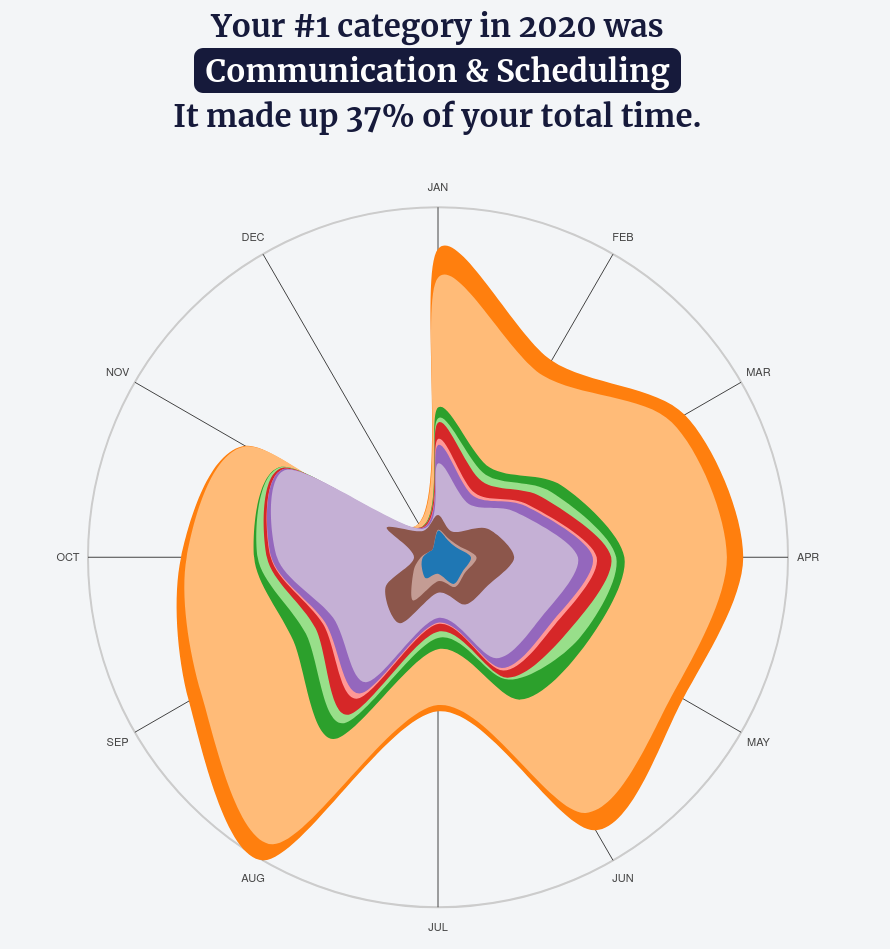 Your #1 category in 2020 was
Communication & Scheduling
It made up 37% of your total time.
JAN
DEC
FEB
NOV
MAR
OCT
APR
SEP
MAY
AUG
JUN
JUL